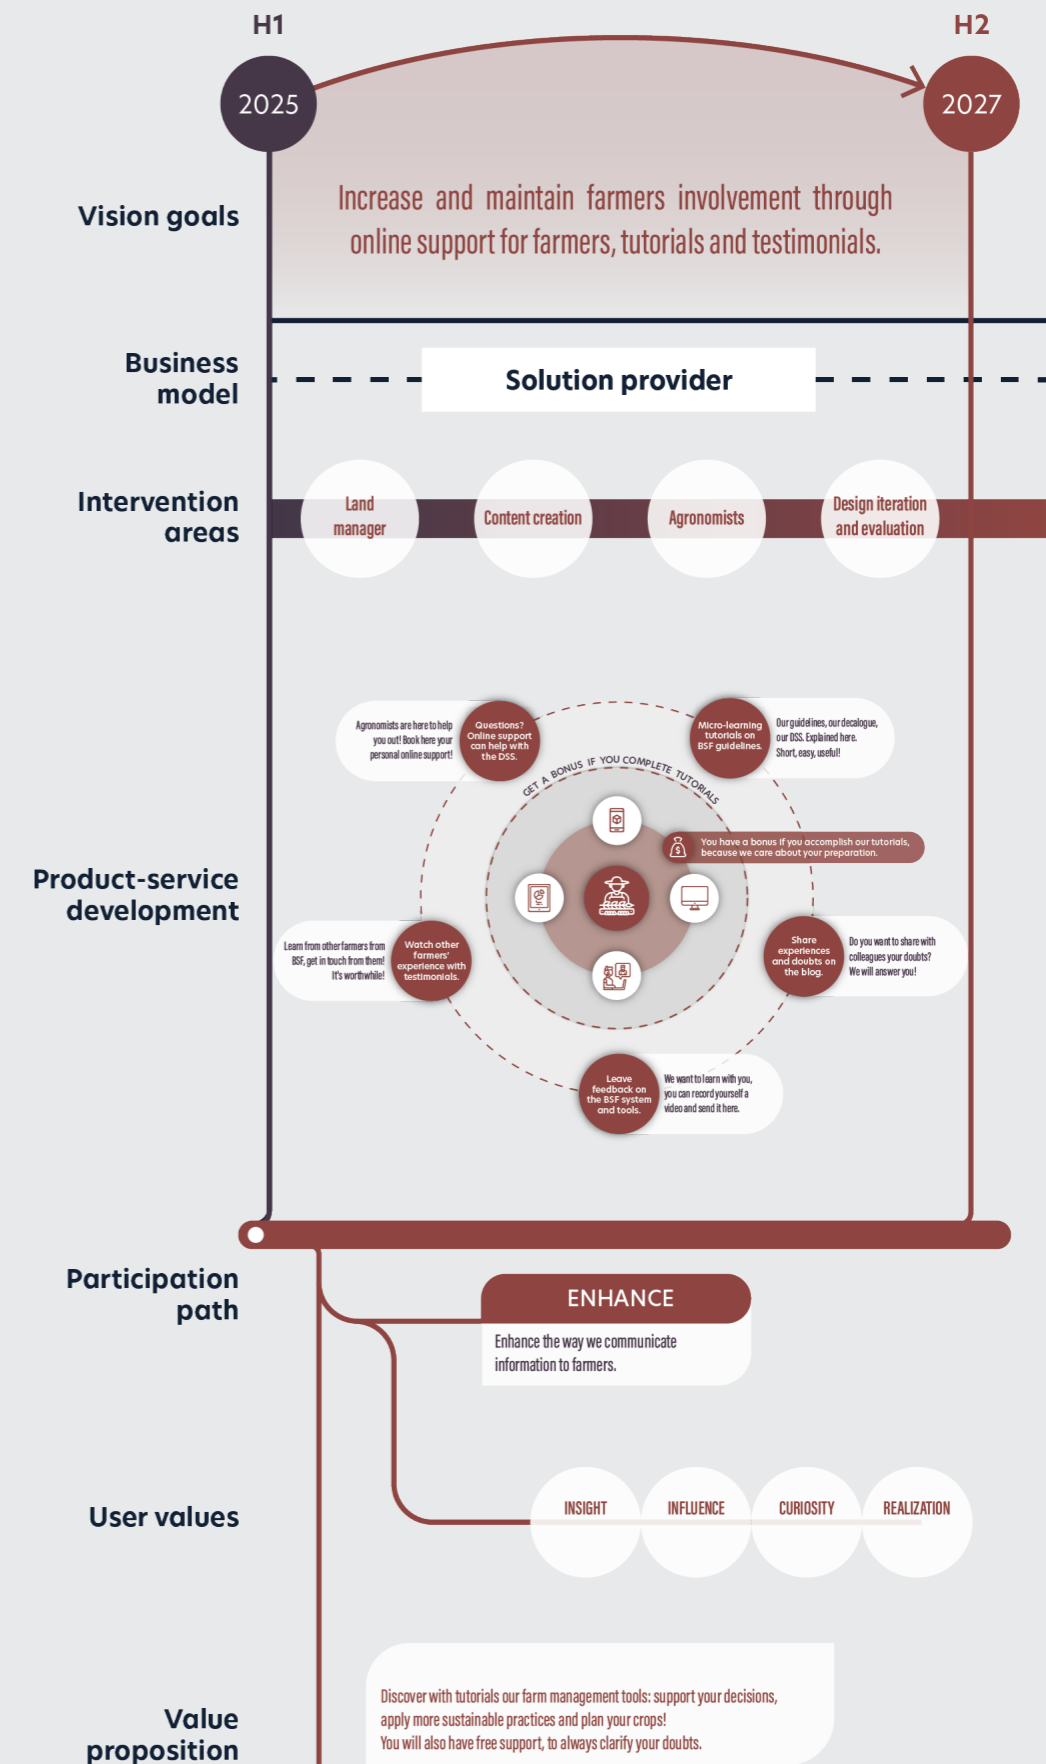 H1
H2
2025
2027
Vision goals
Increase and maintain farmers involvement through
online support for farmers, tutorials and testimonials.
Business
model
Solution provider
Intervention
areas
Land
manager
Content creation
Agronomists
Design iteration
and evaluation
Product-service
development
Agronomists are here to help
you out! Book here your
personal online support!
Questions?
Online support
can help with
the DSS.
Micro-learning
tutorials on
BSF guidelines.
Our guidelines, our decalogue,
our DSS. Explained here.
Short, easy, useful!
GET A BONUS IF YOU COMPLETE TUTORIALS
You have a bonus if you accomplish our tutorials,
because we care about your preparation.
Learn from other farmers from
BSF, get in touch from them!
It's worthwhile!
Watch other
farmers'
experience with
testimonials.
Share
experiences
and doubts on
the blog.
Do you want to share with
colleagues your doubts?
We will answer you!
Leave
feedback on
the BSF system
and tools.
We want to learn with you,
you can record yourself a
video and send it here.
Participation
path
ENHANCE
Enhance the way we communicate
information to farmers.
User values
INSIGHT
INFLUENCE
CURIOSITY
REALIZATION
Value
proposition
Discover with tutorials our farm management tools: support your decisions,
apply more sustainable practices and plan your crops!
You will also have free support, to always clarify your doubts.